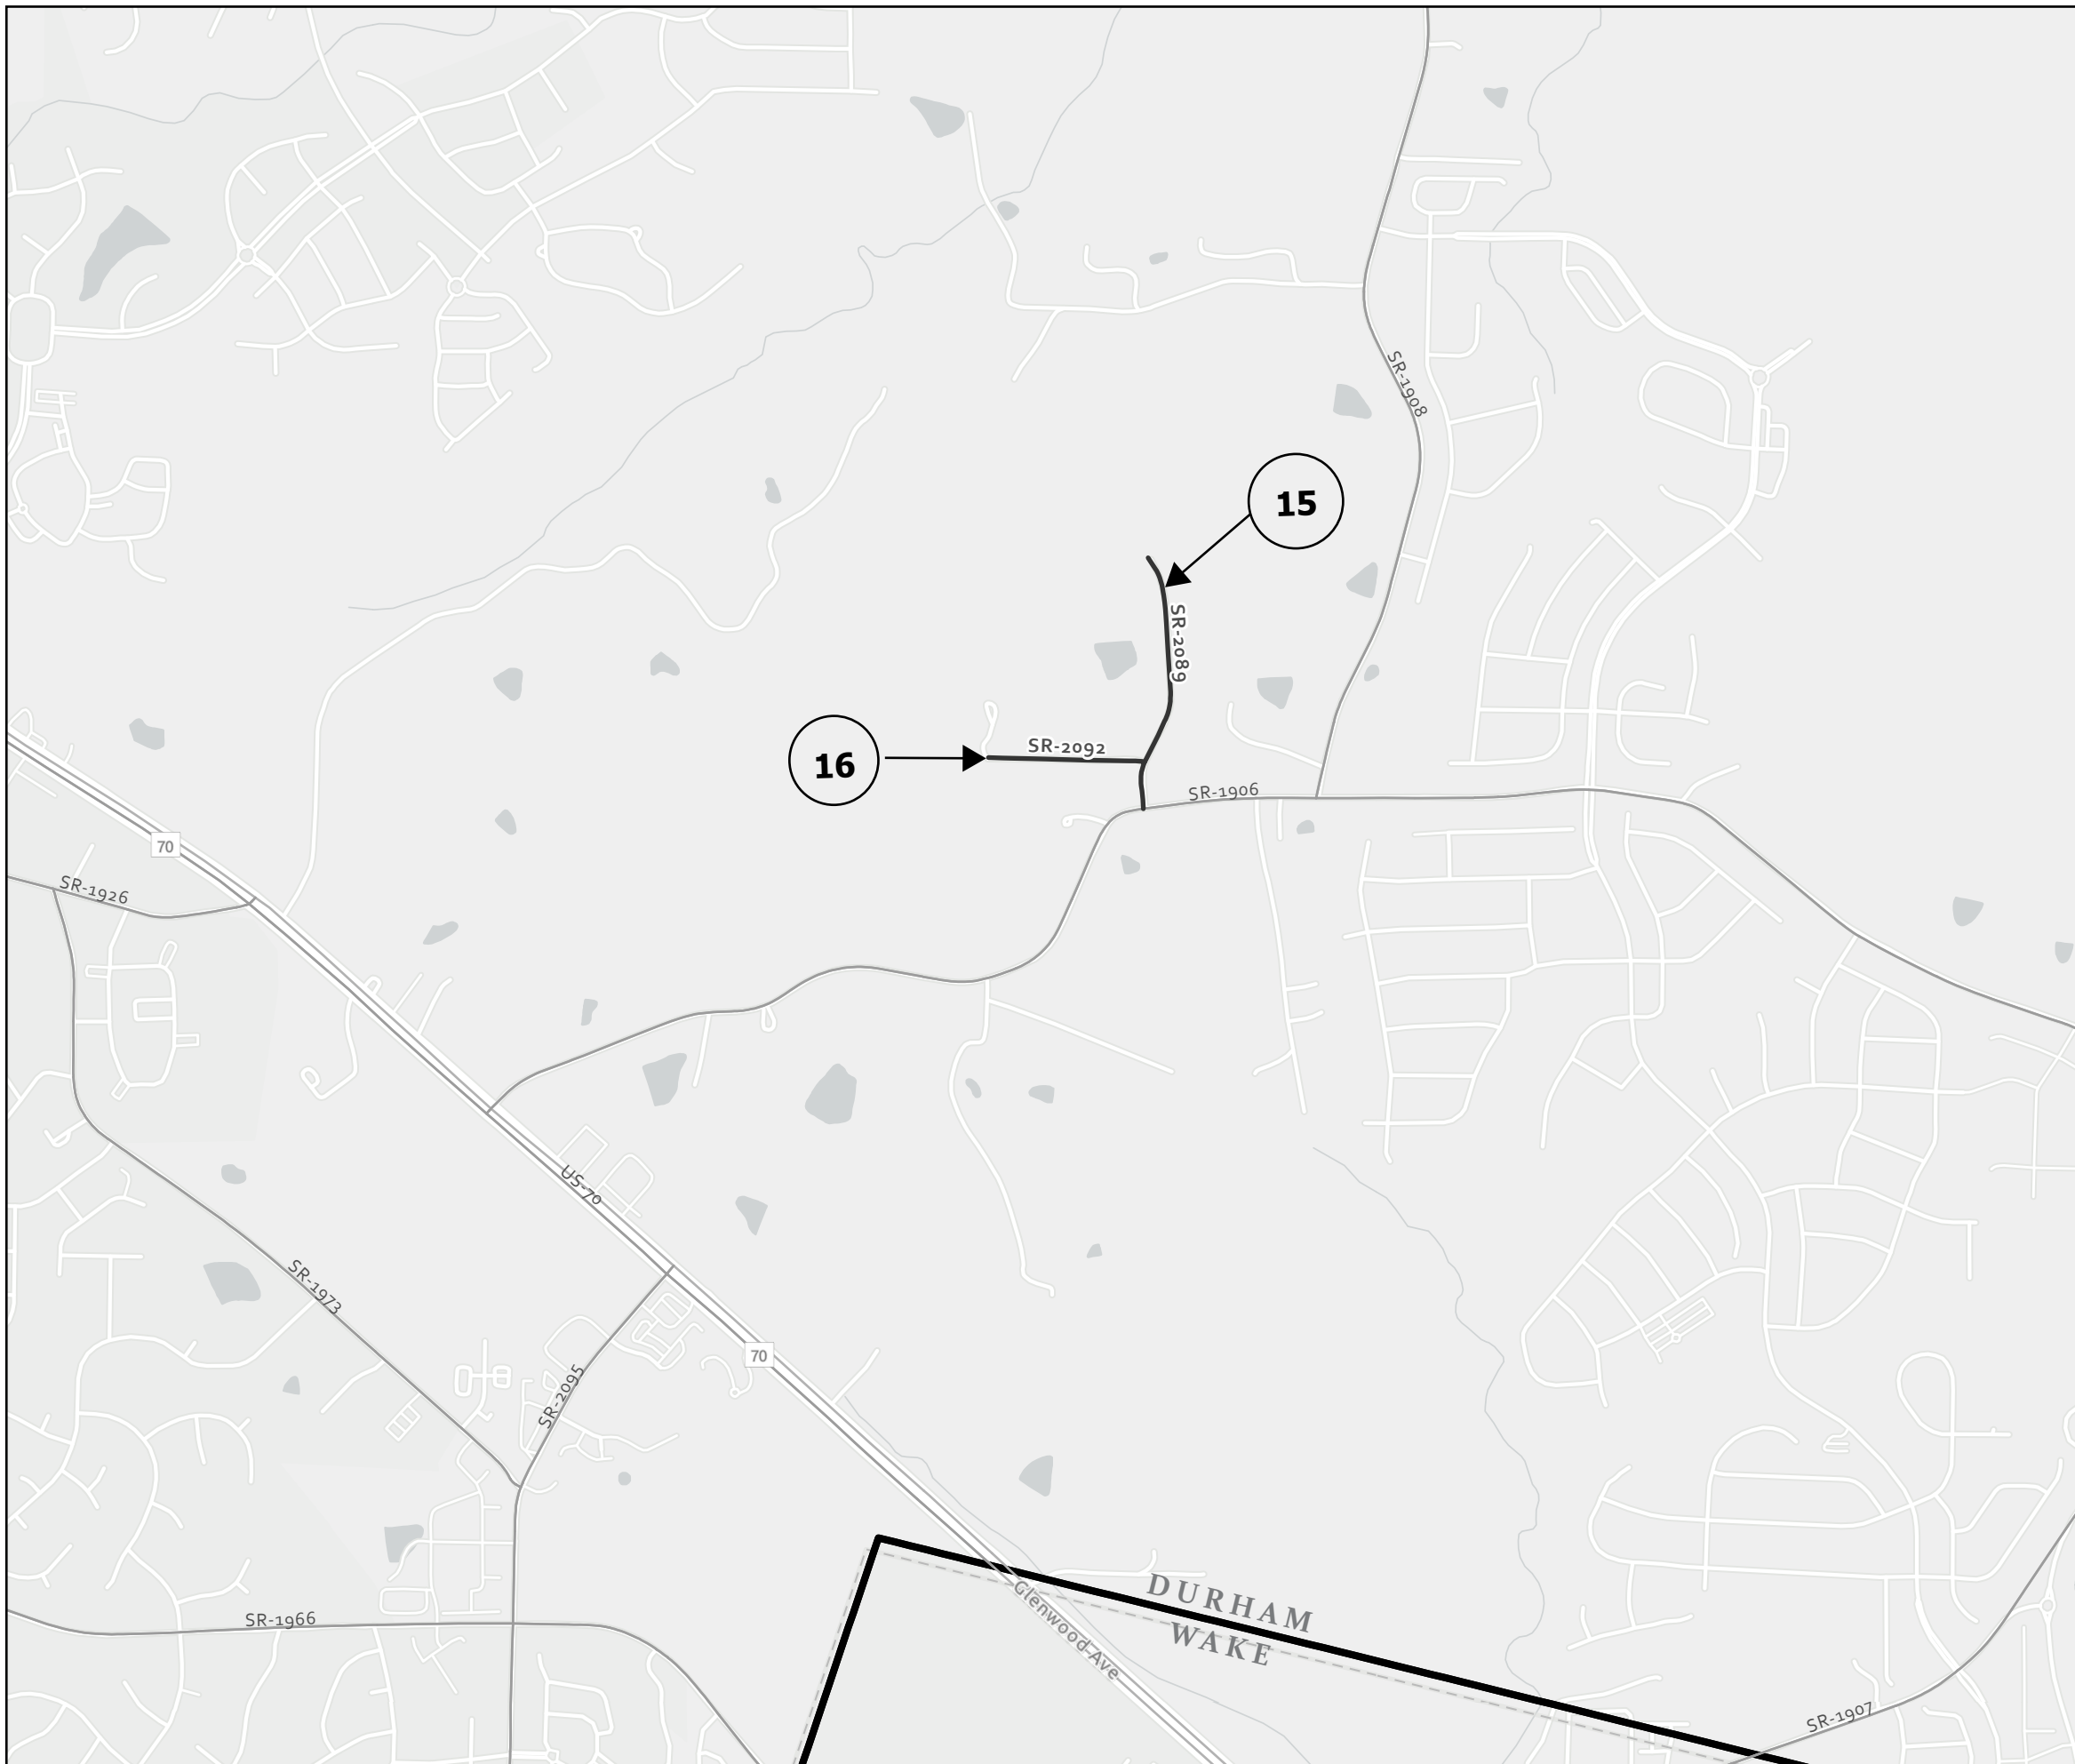 SR-1908
15
SR-2089
SR-2092
16
SR-1906
70
SR-1926
US-70
SR-1973
70
SR-2095
DURHAM
Glenwood Ave
SR-1966
WAKE
SR-1907